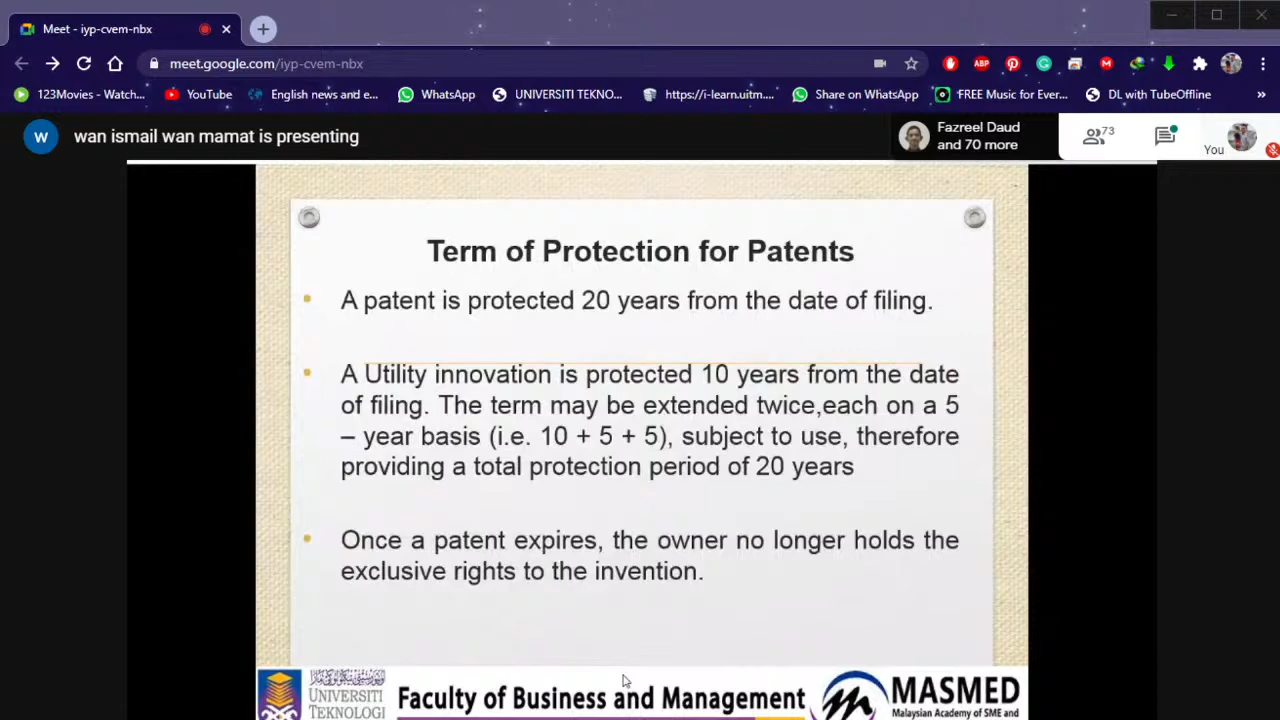 Meet - iyp-cvem-nbx
meet.google.com/iyp-cvem-nbx
ABP
123Movies - Watch... YouTube English news and e... WhatsApp UNIVERSITI TEKNO... https://i-learn.uitm.... Share on WhatsApp FREE Music for Ever... DL with TubeOffline »
W wan ismail wan mamat is presenting
Fazreel Daud
and 70 more
73
You
Term of Protection for Patents
A patent is protected 20 years from the date of filing.
A Utility innovation is protected 10 years from the date
of filing. The term may be extended twice,each on a 5
– year basis (i.e. 10 + 5 + 5), subject to use, therefore
providing a total protection period of 20 years
Once a patent expires, the owner no longer holds the
exclusive rights to the invention.
UNIVERSITI
TEKNOLOGI
Faculty of Business and Management
MASMED
Malaysian Academy of SME and